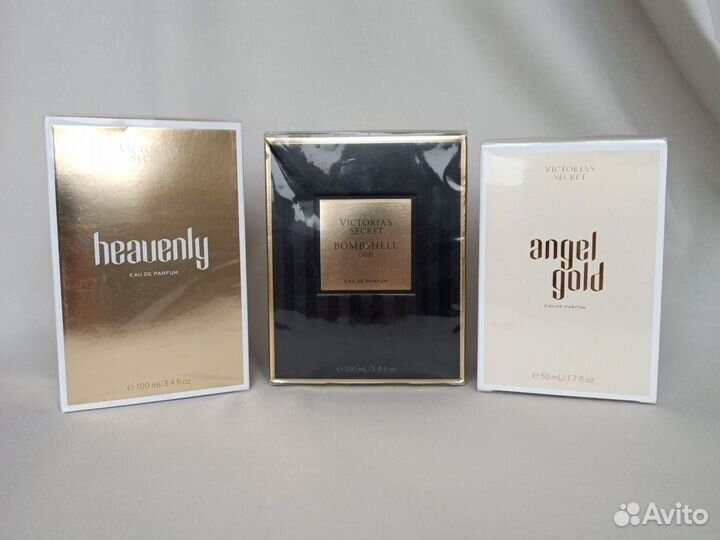 VICTORIA'S
SECRET
heavenly
EAU DE PARFUM
℮ 100 ml/3.4 fl oz
VICTORIA'S
SECRET
BOMBSHELL
OUD
EAU DE PARFUM
℮ 100 mL/3.4 fl oz
VICTORIA'S
SECRET
angel
gold
EAU DE PARFUM
℮ 50 mL/1.7 fl oz
Avito